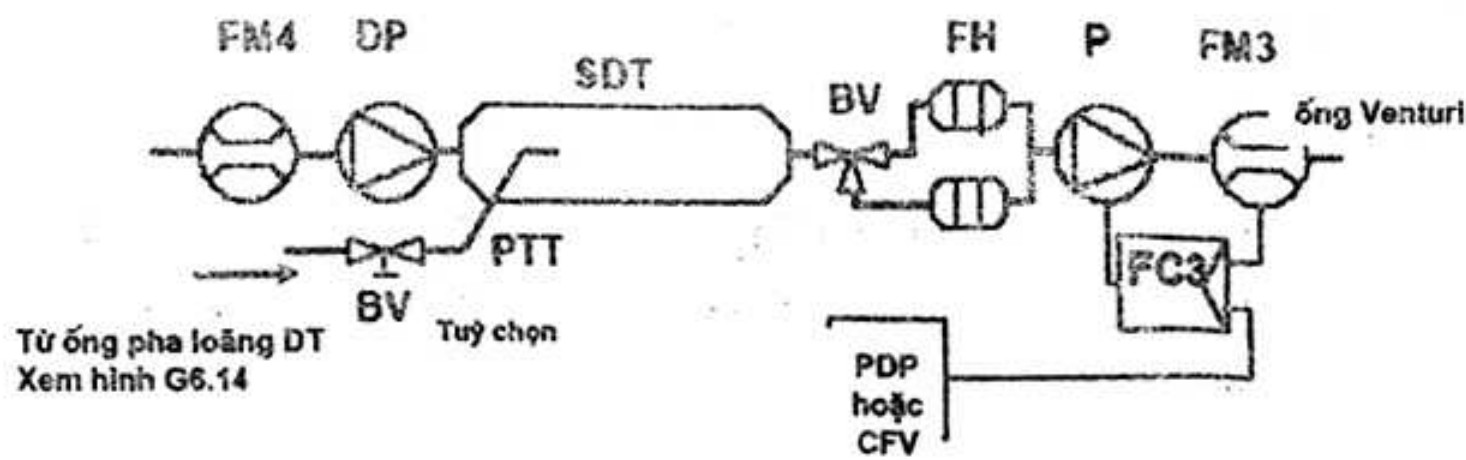 FM4 DP SDT BV FH P FM3
ống Venturi
PTT
FC3
BV
Tuỳ chọn
Từ ống pha loãng DT
Xem hình G6.14
PDP
hoặc
CFV